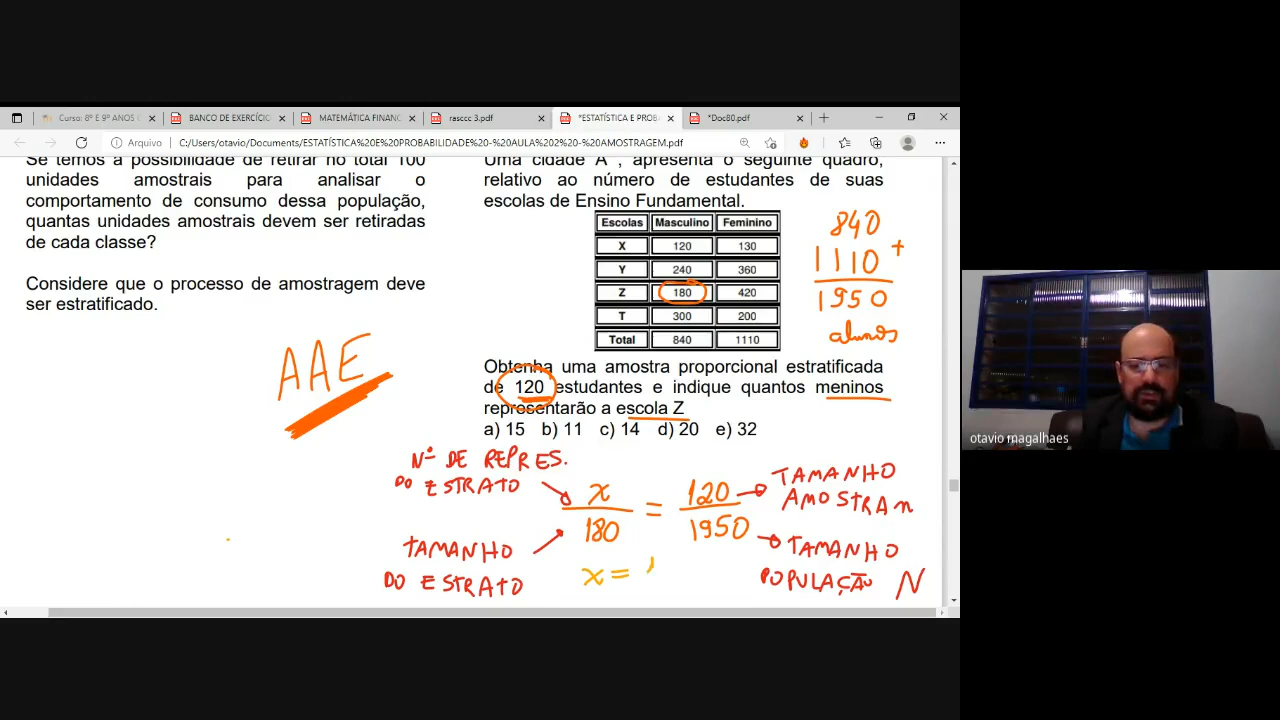 Curso: 8º E 9º ANOS
BANCO DE EXERCÍCIO
MATEMÁTICA FINANC
rasccc 3.pdf
*ESTATÍSTICA E PROBA
*Doc80.pdf
Arquivo C:/Users/otavio/Documents/ESTATÍSTICA%20E%20PROBABILIDADE%20-%20AULA%202%20-%20AMOSTRAGEM.pdf
Se temos a possibilidade de retirar no total 100
unidades amostrais para analisar o
comportamento de consumo dessa população,
quantas unidades amostrais devem ser retiradas
de cada classe?
Considere que o processo de amostragem deve
ser estratificado.
AAE
Uma cidade A , apresenta o seguinte quadro,
relativo ao número de estudantes de suas
escolas de Ensino Fundamental.
Escolas Masculino Feminino
X 120 130
Y 240 360
Z 180 420
T 300 200
Total 840 1110
840
1110 +
1950
alunos
Obtenha uma amostra proporcional estratificada
de 120 estudantes e indique quantos meninos
representarão a escola Z
a) 15 b) 11 c) 14 d) 20 e) 32
Nº DE REPRES.
DO ESTRATO
x/180 = 120/1950
TAMANHO
AMOSTRA n
TAMANHO
DO ESTRATO
TAMANHO
POPULAÇÃO N
x =
otavio magalhaes